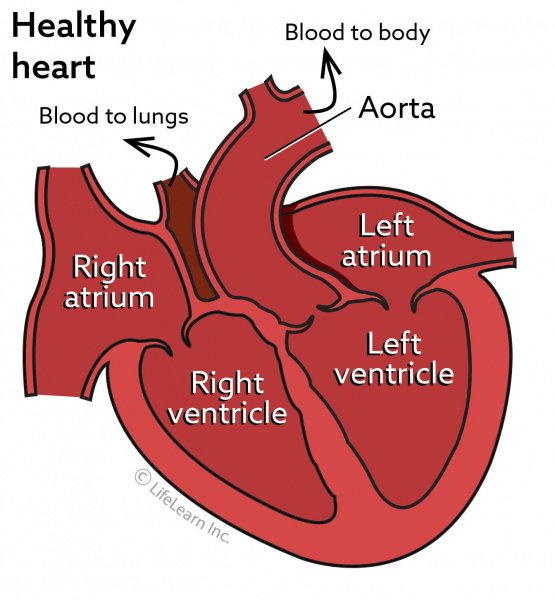 Healthy
heart
Blood to body
Blood to lungs
Aorta
Left
atrium
Right
atrium
Left
ventricle
Right
ventricle
© LifeLearn Inc.